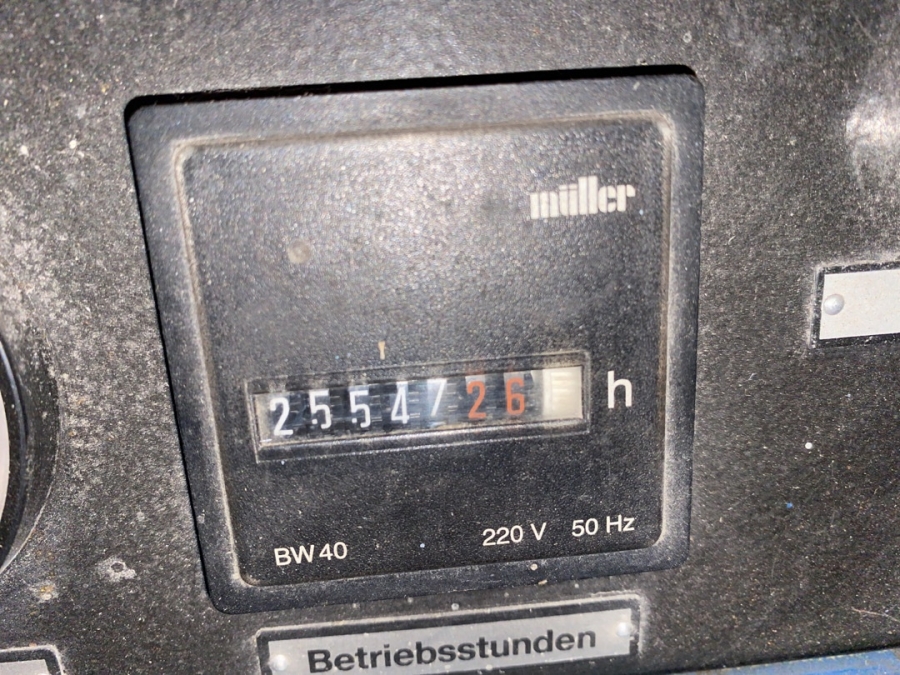 müller
2554726 h
BW 40 220 V 50 Hz
Betriebsstunden